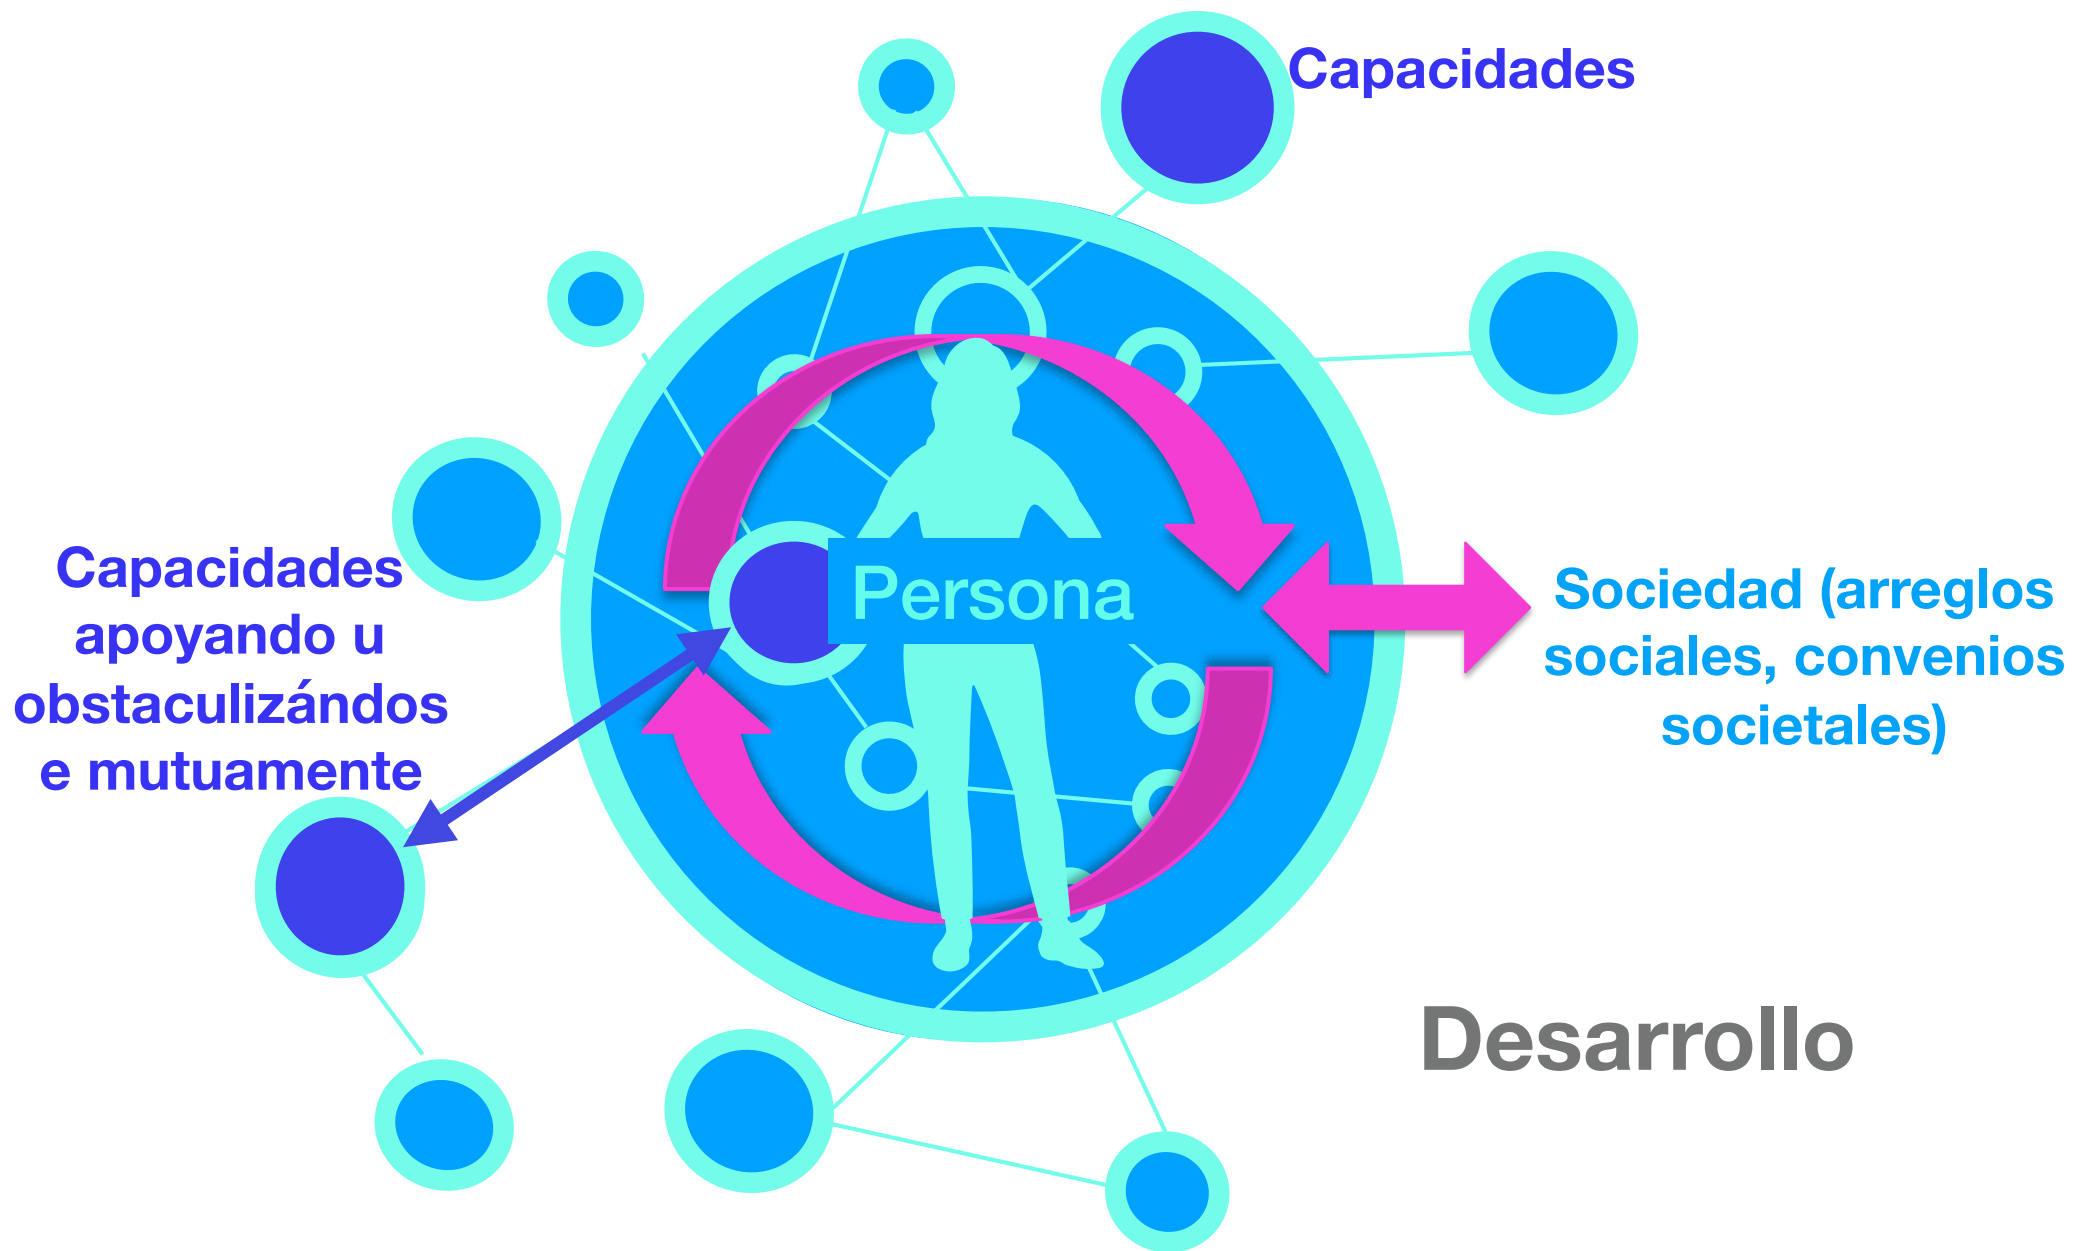 Capacidades
Capacidades
apoyando u
obstaculizándos
e mutuamente
Persona
Sociedad (arreglos
sociales, convenios
societales)
Desarrollo